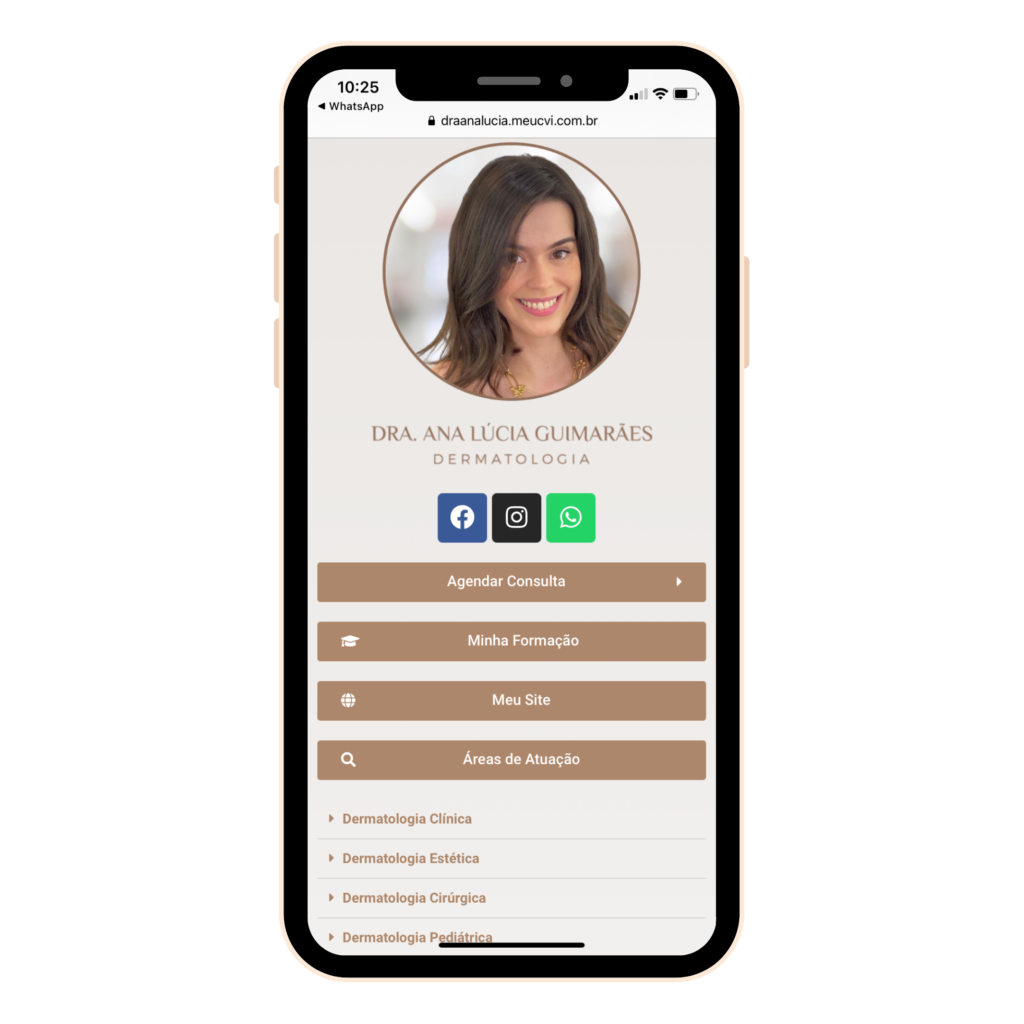 10:25
WhatsApp
draanalucia.meucvi.com.br
DRA. ANA LÚCIA GUIMARÃES
DERMATOLOGIA
Agendar Consulta
Minha Formação
Meu Site
Áreas de Atuação
Dermatologia Clínica
Dermatologia Estética
Dermatologia Cirúrgica
Dermatologia Pediátrica